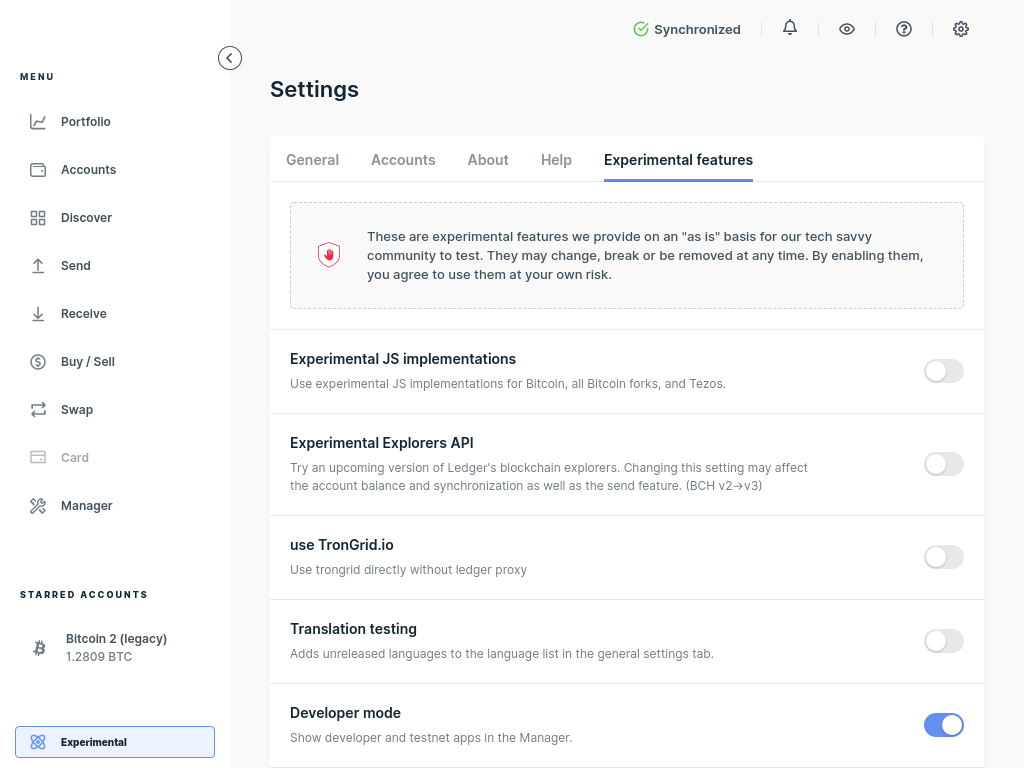 Synchronized
MENU
Portfolio
Accounts
Discover
Send
Receive
Buy / Sell
Swap
Card
Manager
STARRED ACCOUNTS
Bitcoin 2 (legacy)
1.2809 BTC
Experimental
Settings
General Accounts About Help Experimental features
These are experimental features we provide on an "as is" basis for our tech savvy
community to test. They may change, break or be removed at any time. By enabling them,
you agree to use them at your own risk.
Experimental JS implementations
Use experimental JS implementations for Bitcoin, all Bitcoin forks, and Tezos.
Experimental Explorers API
Try an upcoming version of Ledger's blockchain explorers. Changing this setting may affect
the account balance and synchronization as well as the send feature. (BCH v2->v3)
use TronGrid.io
Use trongrid directly without ledger proxy
Translation testing
Adds unreleased languages to the language list in the general settings tab.
Developer mode
Show developer and testnet apps in the Manager.